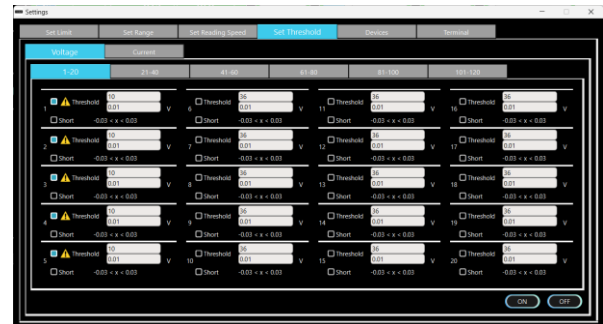 Settings
Set Limit Set Range Set Reading Speed Set Threshold Devices Terminal
Voltage Current
1-20 21-40 41-60 61-80 81-100 101-120
1 Threshold 10 0.01 V 6 Threshold 36 0.01 V 11 Threshold 36 0.01 V 16 Threshold 36 0.01 V
Short -0.03 < x < 0.03 Short -0.03 < x < 0.03 Short -0.03 < x < 0.03 Short -0.03 < x < 0.03
2 Threshold 10 0.01 V 7 Threshold 36 0.01 V 12 Threshold 36 0.01 V 17 Threshold 36 0.01 V
Short -0.03 < x < 0.03 Short -0.03 < x < 0.03 Short -0.03 < x < 0.03 Short -0.03 < x < 0.03
3 Threshold 10 0.01 V 8 Threshold 36 0.01 V 13 Threshold 36 0.01 V 18 Threshold 36 0.01 V
Short -0.03 < x < 0.03 Short -0.03 < x < 0.03 Short -0.03 < x < 0.03 Short -0.03 < x < 0.03
4 Threshold 10 0.01 V 9 Threshold 36 0.01 V 14 Threshold 36 0.01 V 19 Threshold 36 0.01 V
Short -0.03 < x < 0.03 Short -0.03 < x < 0.03 Short -0.03 < x < 0.03 Short -0.03 < x < 0.03
5 Threshold 10 0.01 V 10 Threshold 36 0.01 V 15 Threshold 36 0.01 V 20 Threshold 36 0.01 V
Short -0.03 < x < 0.03 Short -0.03 < x < 0.03 Short -0.03 < x < 0.03 Short -0.03 < x < 0.03
ON OFF